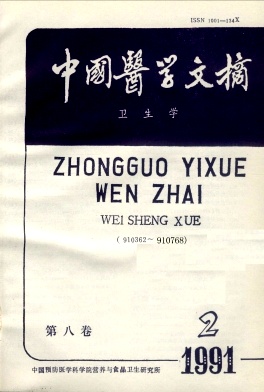 ISSN 1001—134X
中國醫学文摘
卫生学
ZHONGGUO YIXUE
WEN ZHAI
WEI SHENG XUE
( 910362~ 910768)
第八卷
2
1991
中国预防医学科学院营养与食品卫生研究所